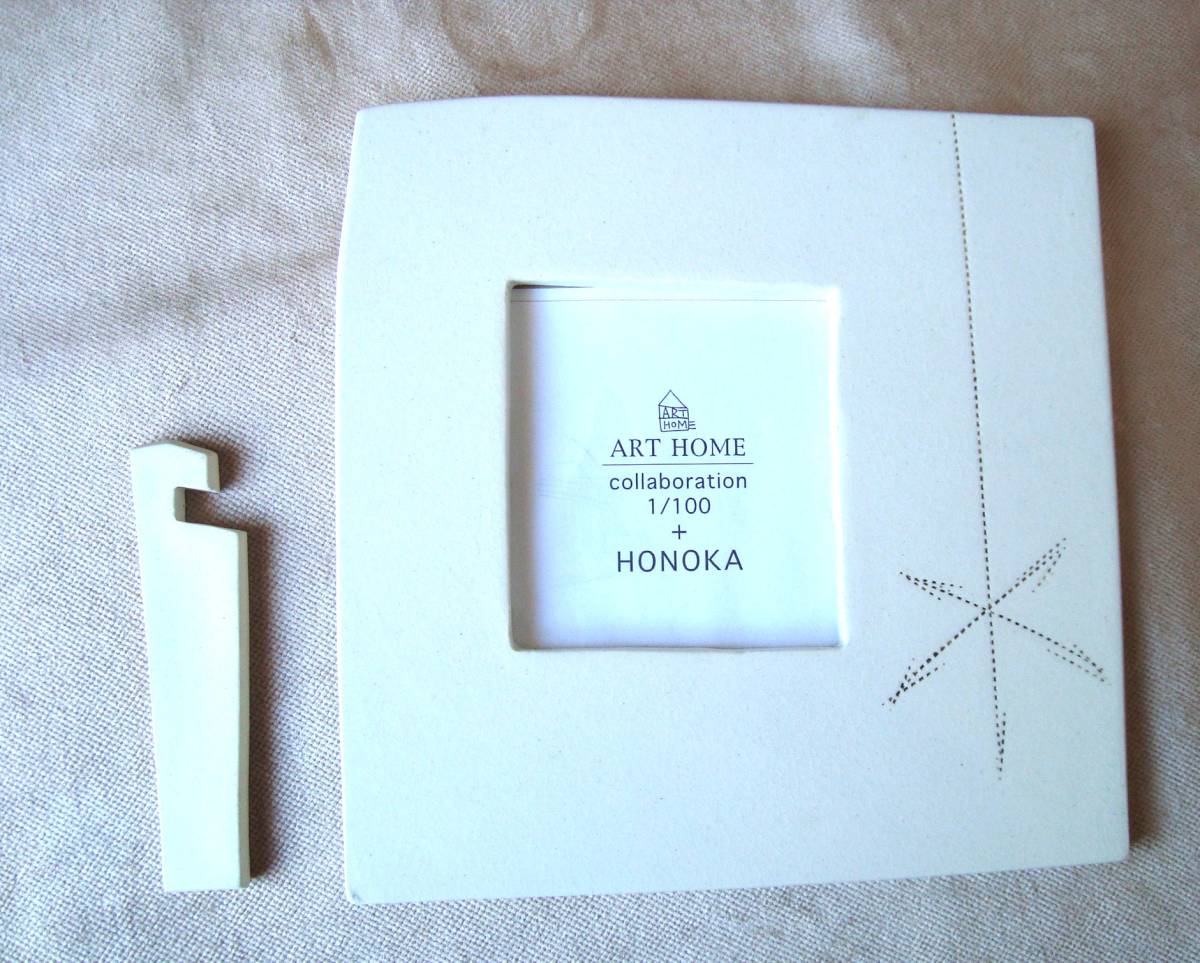 ART
HOME
ART HOME
collaboration
1/100
+
HONOKA